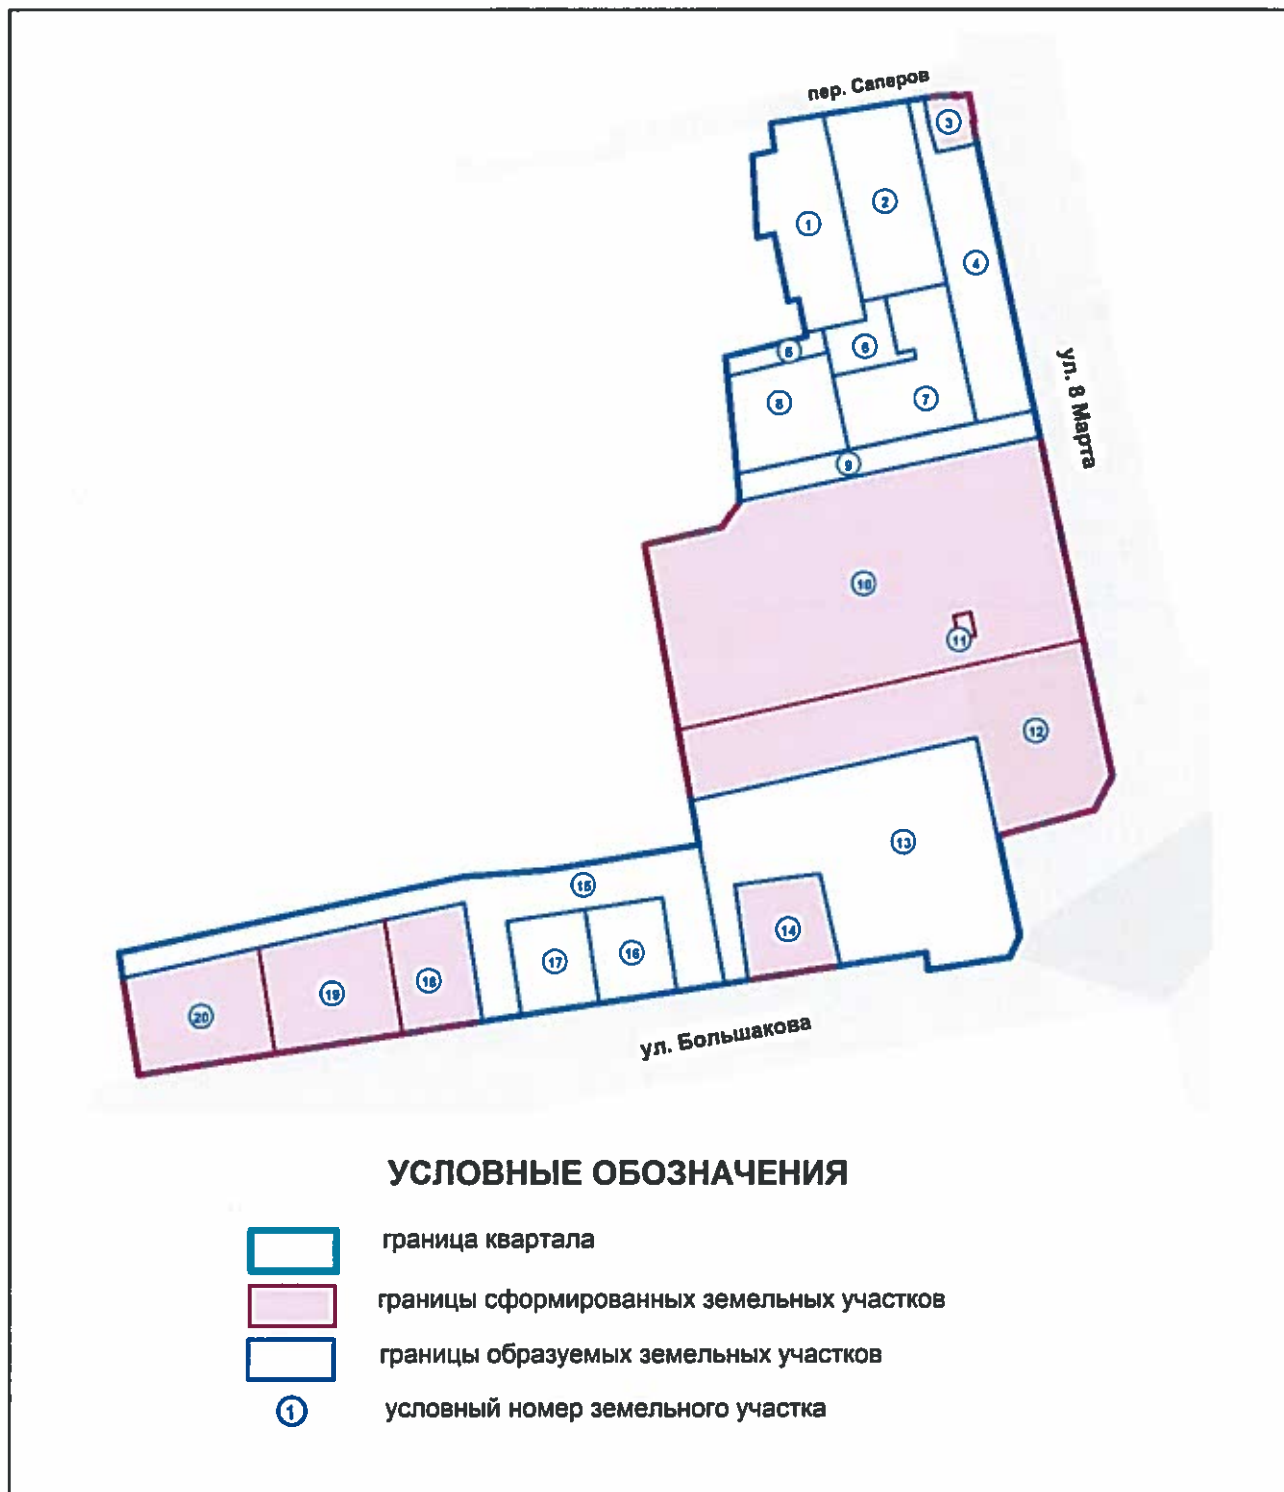 пер. Саперов
3
2
1
4
ул. 8 Марта
5
6
7
8
9
10
11
12
13
15
14
17
16
18
19
20
ул. Большакова
УСЛОВНЫЕ ОБОЗНАЧЕНИЯ
граница квартала
границы сформированных земельных участков
границы образуемых земельных участков
1 условный номер земельного участка